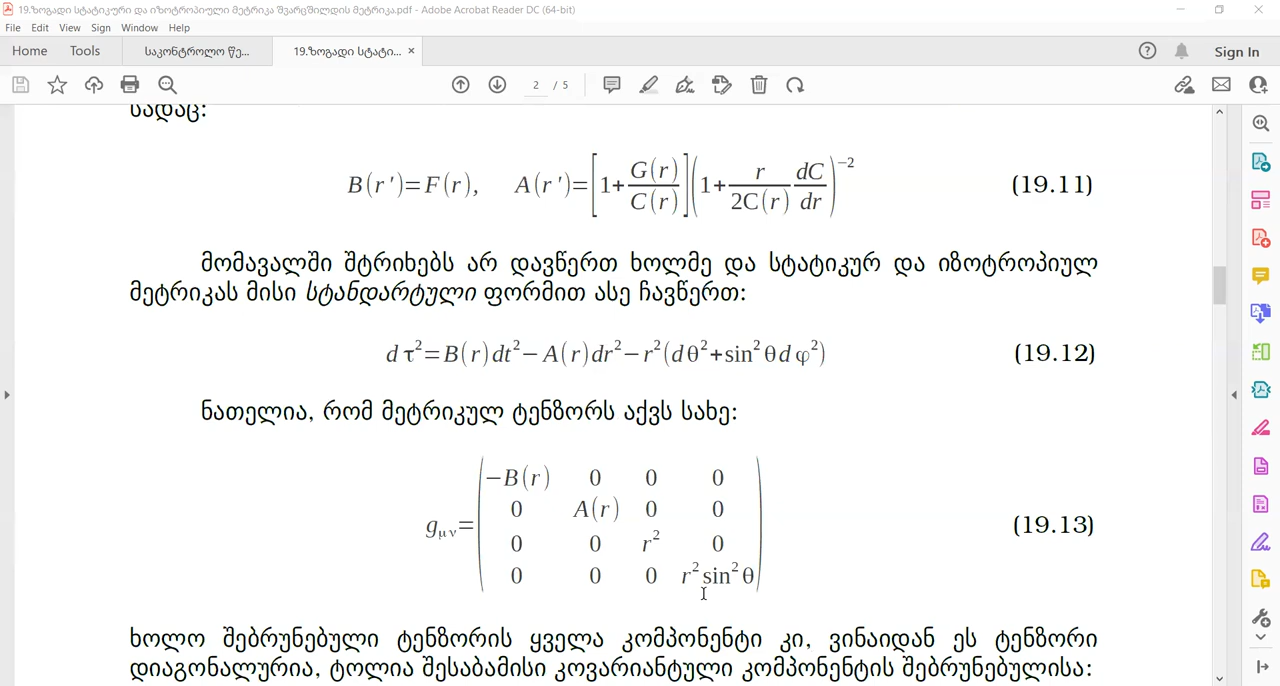 19.ზოგადი სტატიკური და იზოტროპიული მეტრიკა შვარცშილდის მეტრიკა.pdf - Adobe Acrobat Reader DC (64-bit)
File Edit View Sign Window Help
Home Tools საკონტროლო წე... 19.ზოგადი სტატი... × Sign In
2 / 5
სადაც:
B(r')=F(r), A(r')=[1+G(r)/C(r)](1+r/2C(r) dC/dr)⁻² (19.11)
მომავალში შტრიხებს არ დავწერთ ხოლმე და სტატიკურ და იზოტროპიულ
მეტრიკას მისი სტანდარტული ფორმით ასე ჩავწერთ:
dτ²=B(r)dt²−A(r)dr²−r²(dθ²+sin²θdφ²) (19.12)
ნათელია, რომ მეტრიკულ ტენზორს აქვს სახე:
−B(r) 0 0 0
0 A(r) 0 0
gμν= (19.13)
0 0 r² 0
0 0 0 r²sin²θ
ხოლო შებრუნებული ტენზორის ყველა კომპონენტი კი, ვინაიდან ეს ტენზორი
დიაგონალურია, ტოლია შესაბამისი კოვარიანტული კომპონენტის შებრუნებულისა: